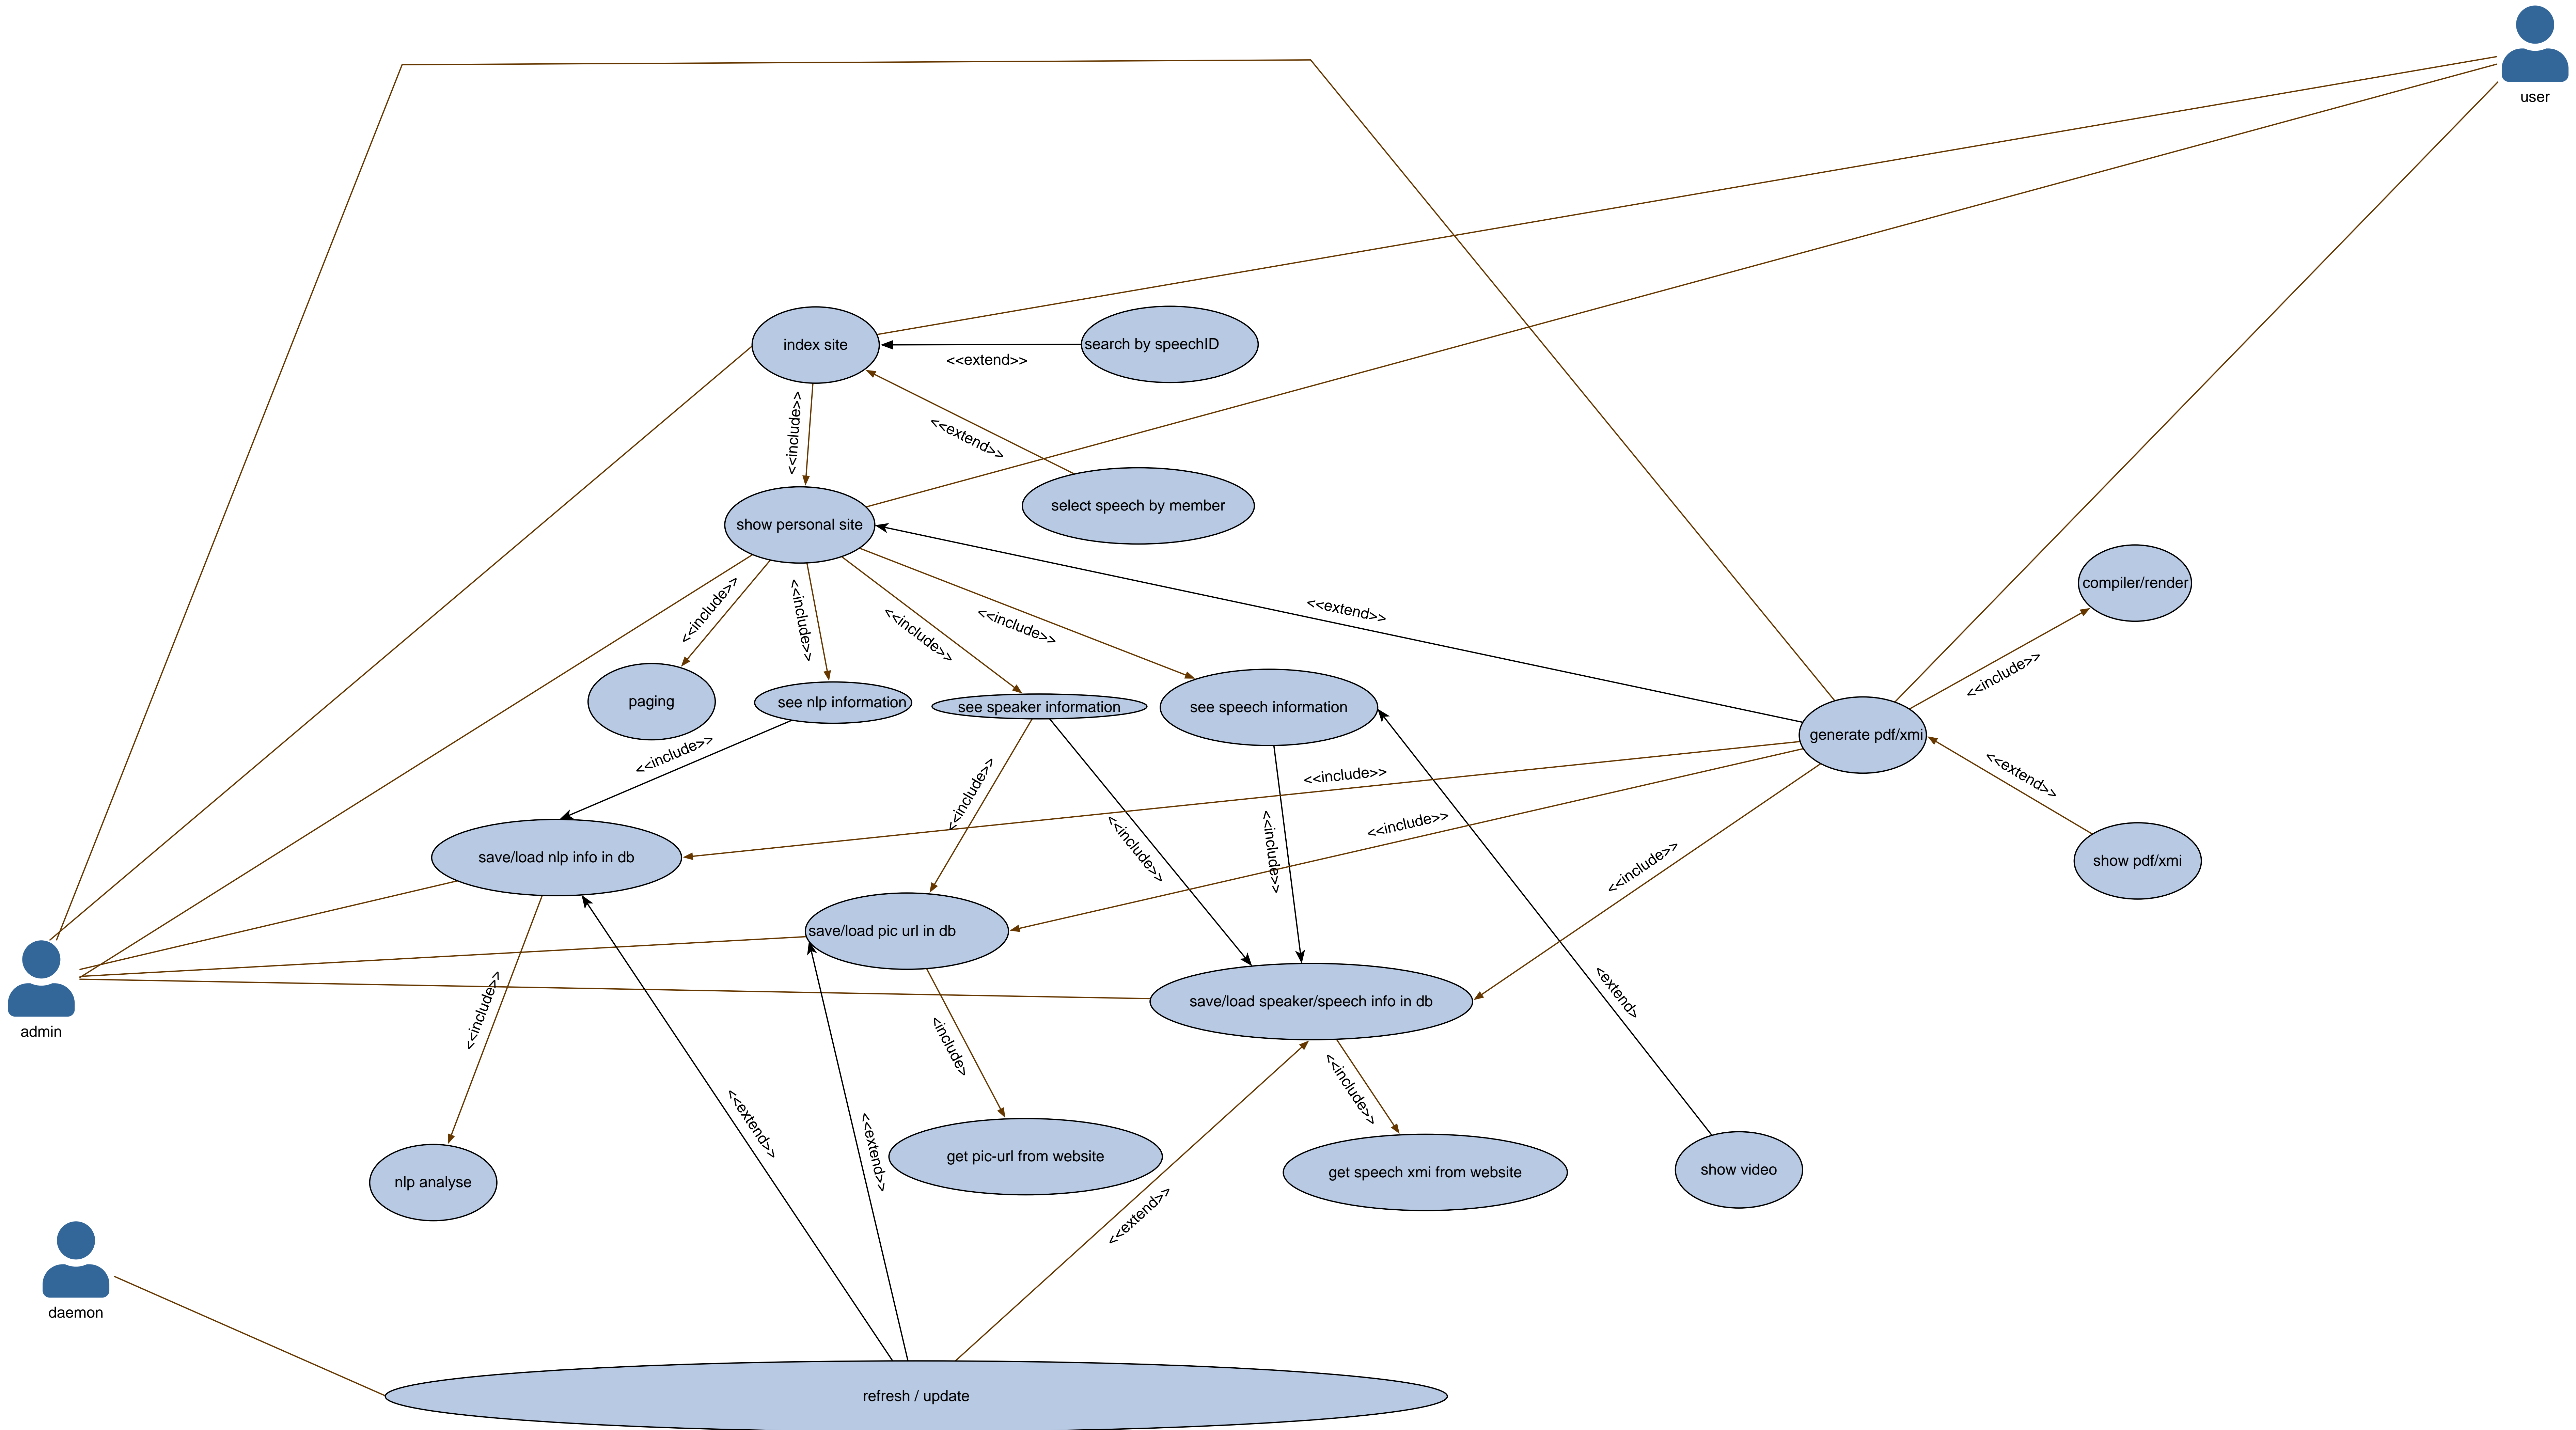 user
index site
search by speechID
<<extend>>
<<include>>
<<extend>>
select speech by member
show personal site
compiler/render
<<include>>
<<include>>
<<include>>
<<include>>
<<extend>>
<<include>>
paging
see nlp information
see speaker information
see speech information
generate pdf/xmi
<<include>>
<<include>>
<<include>>
<<extend>>
<<include>>
<<include>>
<<include>>
<<include>>
save/load nlp info in db
show pdf/xmi
save/load pic url in db
save/load speaker/speech info in db
<extend>
admin
<<include>>
<include>
<<include>>
<<extend>>
<<extend>>
get pic-url from website
get speech xmi from website
show video
nlp analyse
<<extend>>
daemon
refresh / update